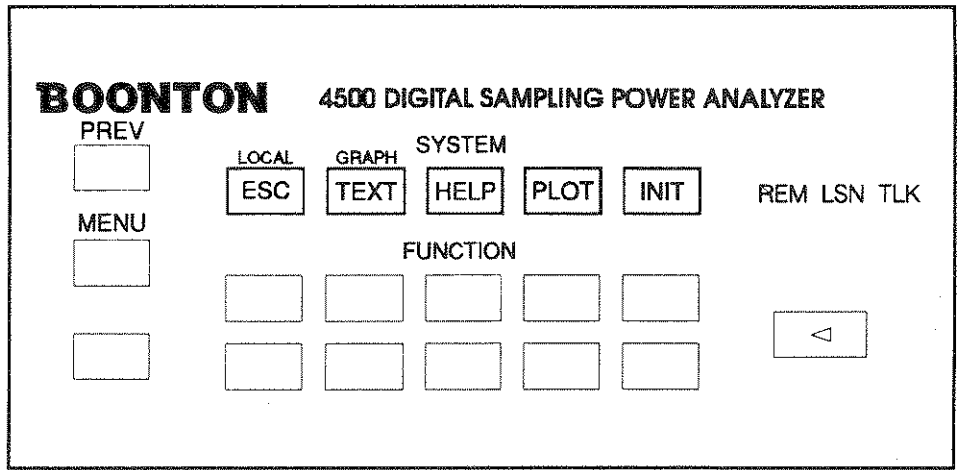 BOONTON 4500 DIGITAL SAMPLING POWER ANALYZER
PREV
SYSTEM
LOCAL GRAPH
ESC TEXT HELP PLOT INIT
REM LSN TLK
MENU
FUNCTION